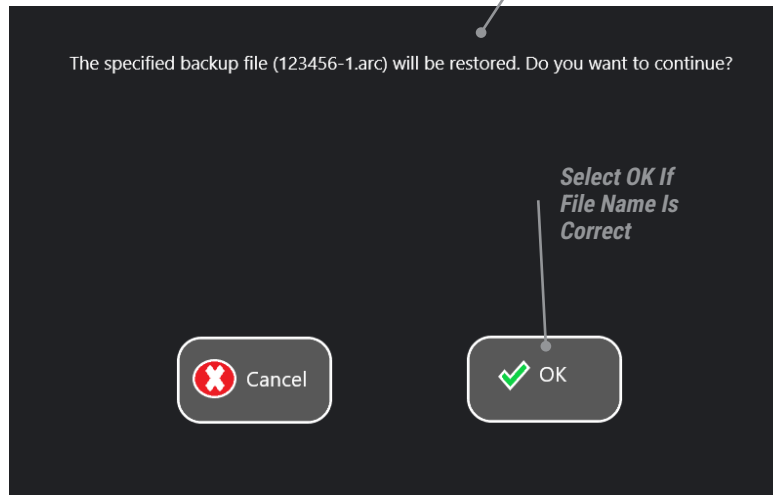 The specified backup file (123456-1.arc) will be restored. Do you want to continue?
Select OK If
File Name Is
Correct
Cancel
OK